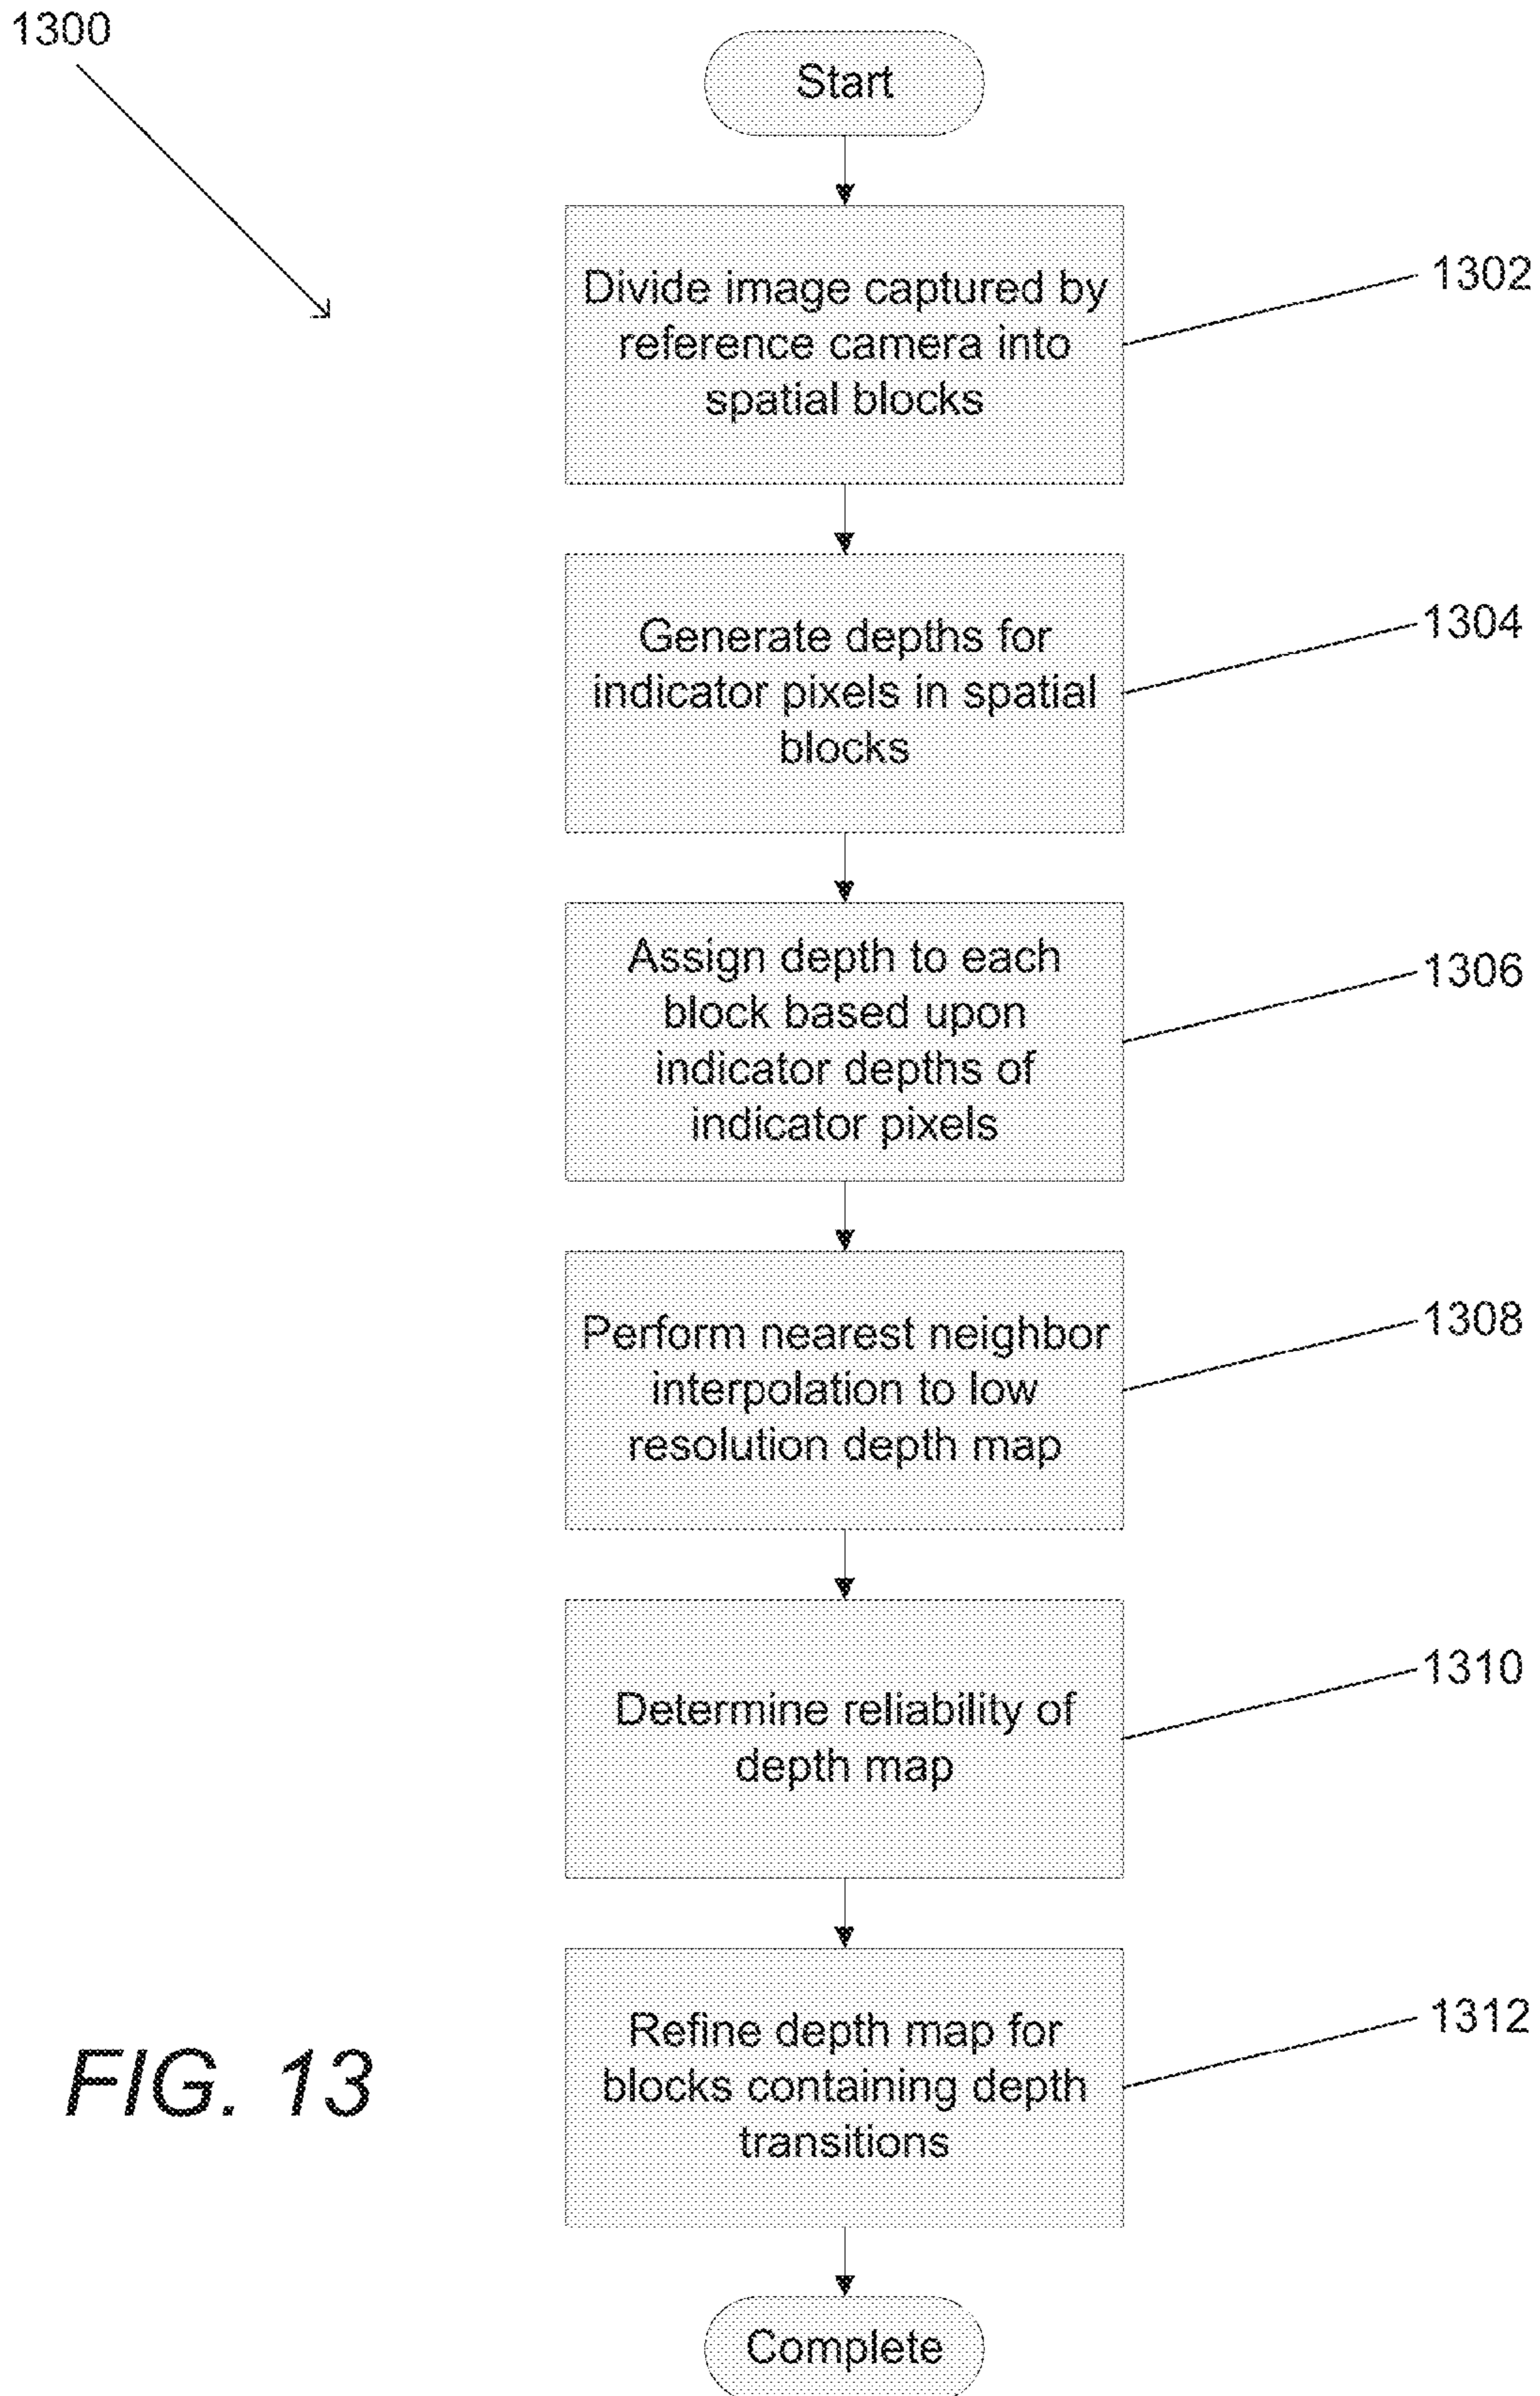 1300
Start
Divide image captured by
reference camera into
spatial blocks
1302
Generate depths for
indicator pixels in spatial
blocks
1304
Assign depth to each
block based upon
indicator depths of
indicator pixels
1306
Perform nearest neighbor
interpolation to low
resolution depth map
1308
Determine reliability of
depth map
1310
Refine depth map for
blocks containing depth
transitions
1312
FIG. 13
Complete